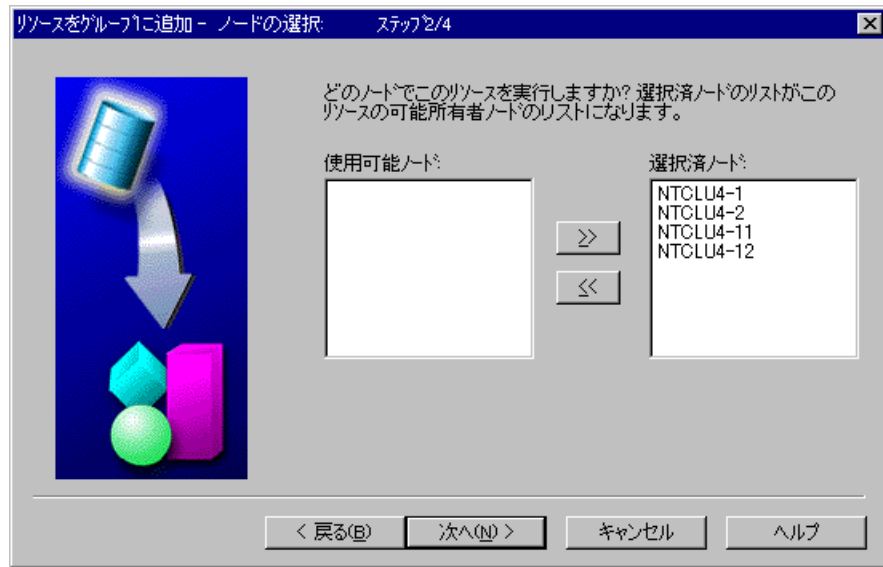 リソースをグループに追加 - ノードの選択: ステップ2/4
どのノードでこのリソースを実行しますか? 選択済ノードのリストがこの
リソースの可能所有者ノードのリストになります。
使用可能ノード:
選択済ノード:
NTCLU4-1
NTCLU4-2
NTCLU4-11
NTCLU4-12
>>
<<
< 戻る(B)
次へ(N) >
キャンセル
ヘルプ